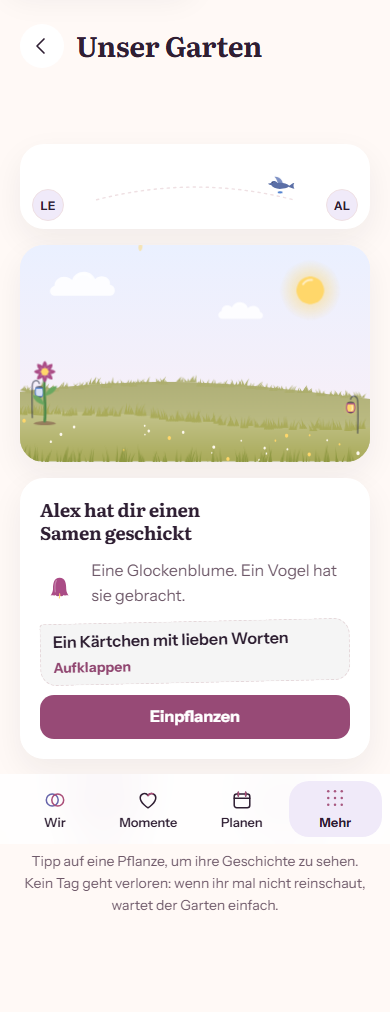 Unser Garten
LE
AL
Alex hat dir einen
Samen geschickt
Eine Glockenblume. Ein Vogel hat
sie gebracht.
Ein Kärtchen mit lieben Worten
Aufklappen
Einpflanzen
Wir
Momente
Planen
Mehr
Tipp auf eine Pflanze, um ihre Geschichte zu sehen.
Kein Tag geht verloren: wenn ihr mal nicht reinschaut,
wartet der Garten einfach.